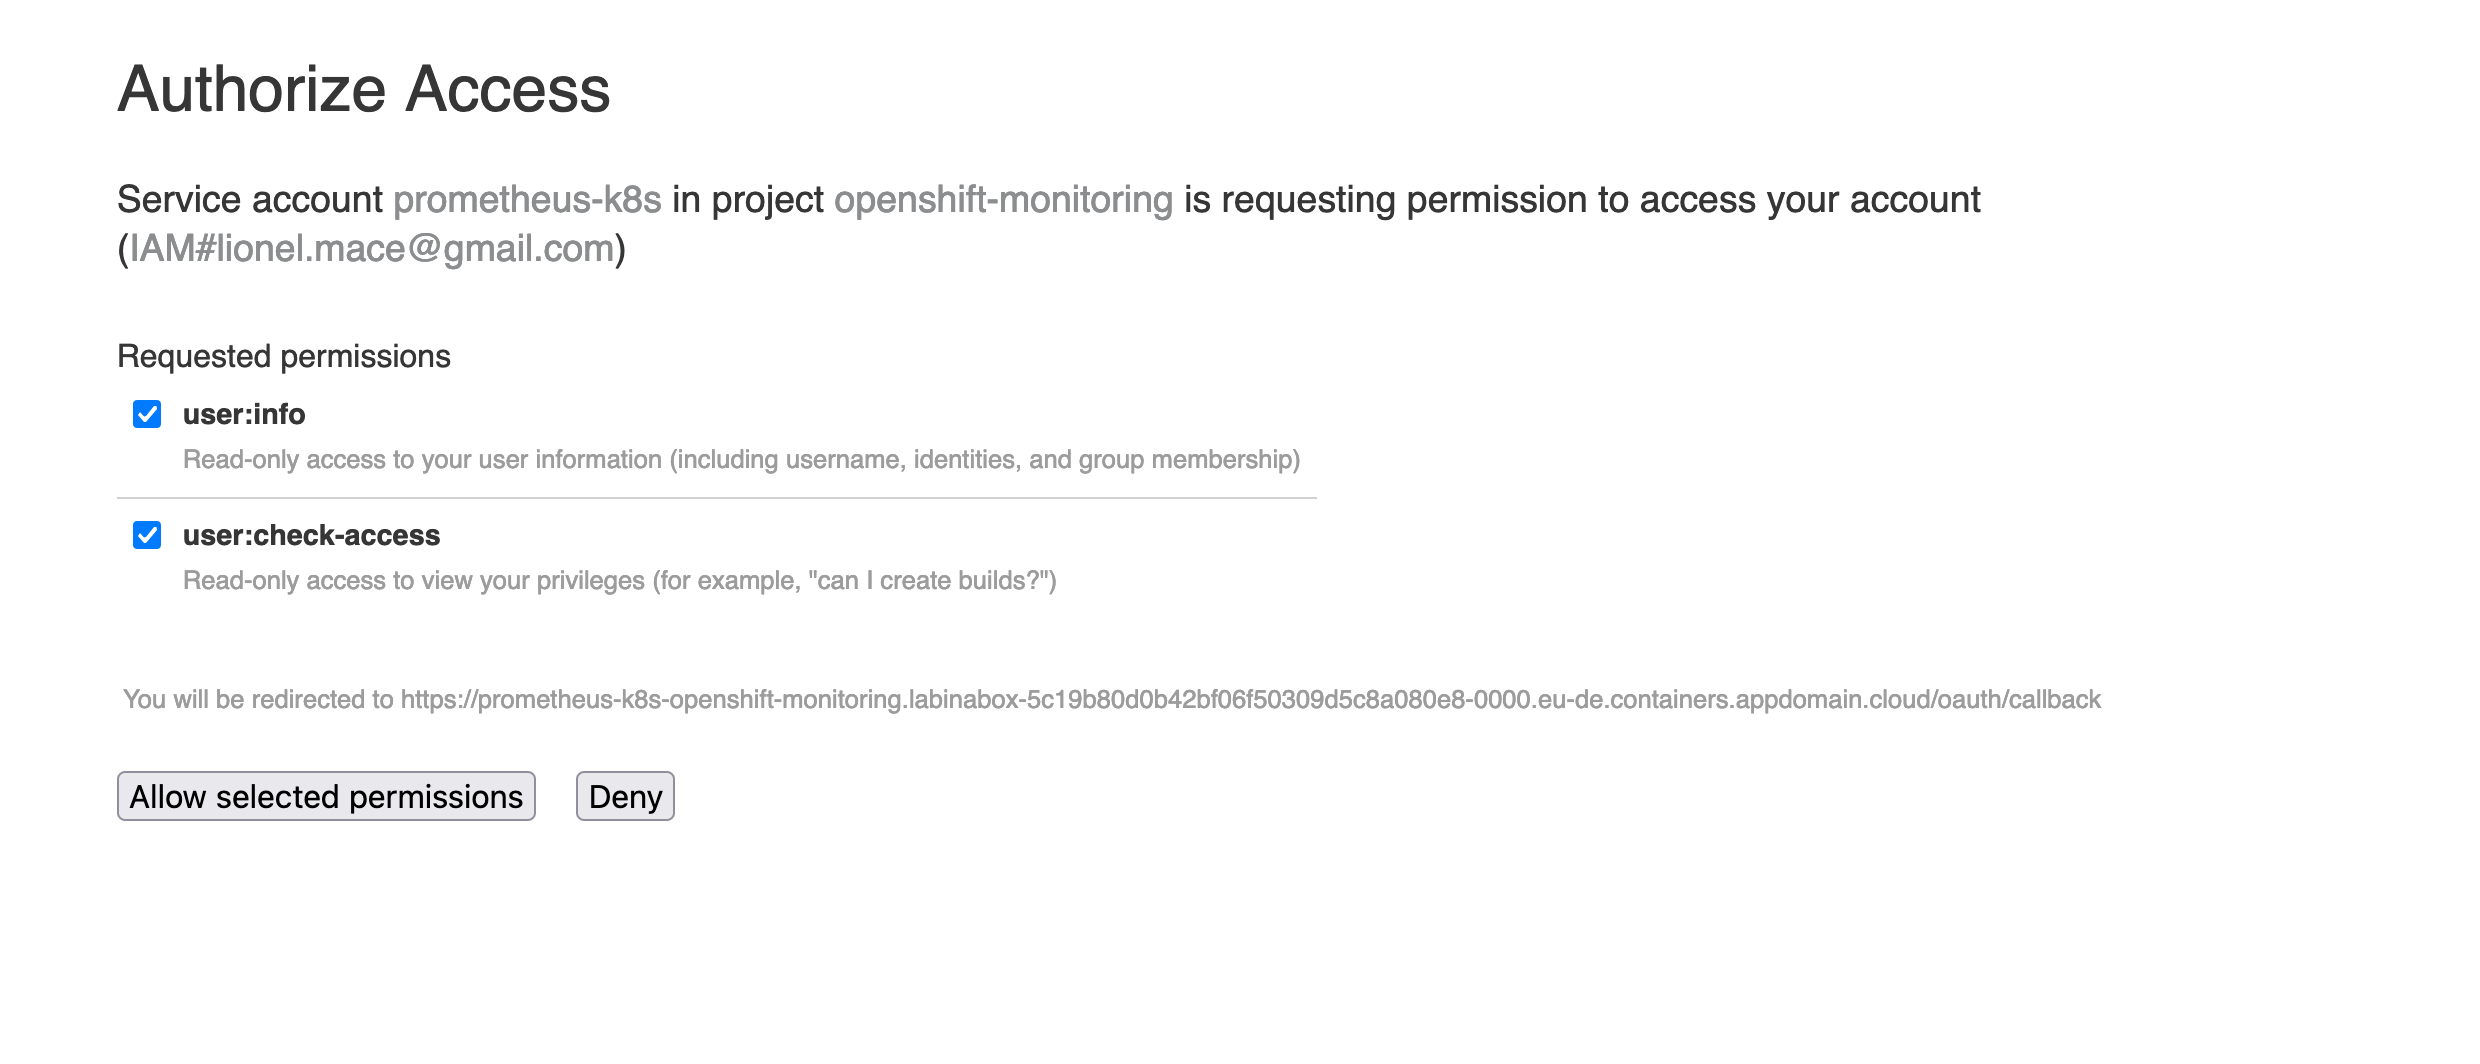 Authorize Access
Service account prometheus-k8s in project openshift-monitoring is requesting permission to access your account
(IAM#lionel.mace@gmail.com)
Requested permissions
user:info
Read-only access to your user information (including username, identities, and group membership)
user:check-access
Read-only access to view your privileges (for example, "can I create builds?")
You will be redirected to https://prometheus-k8s-openshift-monitoring.labinabox-5c19b80d0b42bf06f50309d5c8a080e8-0000.eu-de.containers.appdomain.cloud/oauth/callback
Allow selected permissions Deny